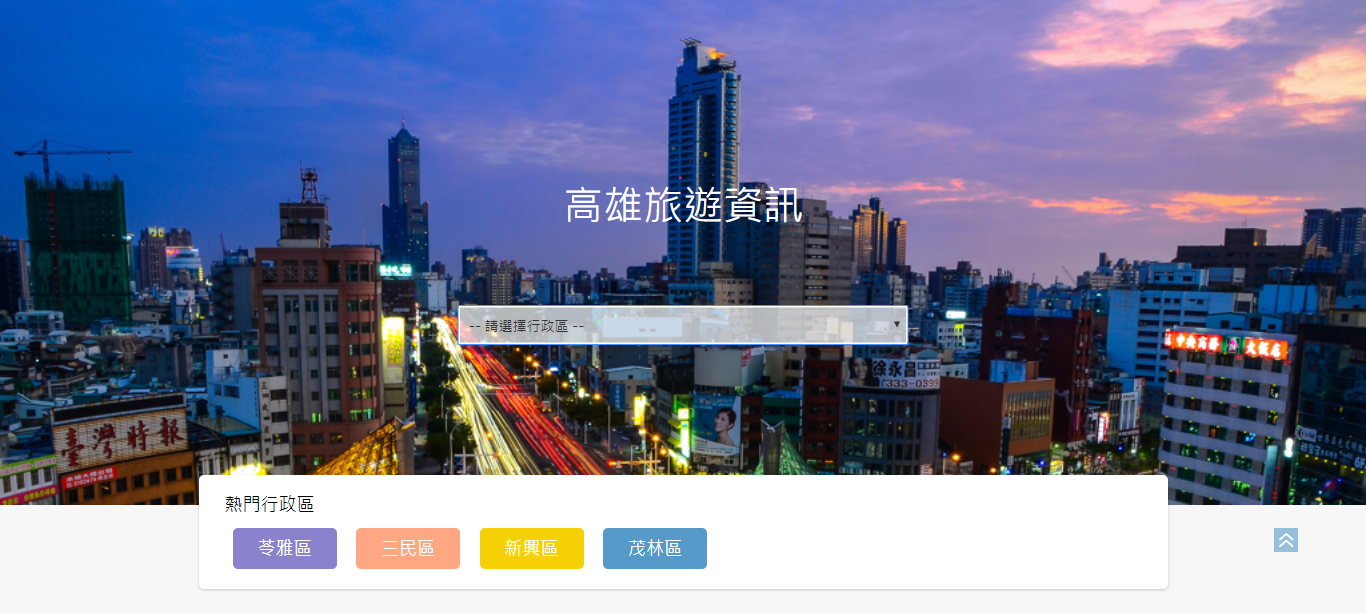 高雄旅遊資訊
-- 請選擇行政區 --
徐永昌
333-0399
臺灣時報
熱門行政區
苓雅區
三民區
新興區
茂林區